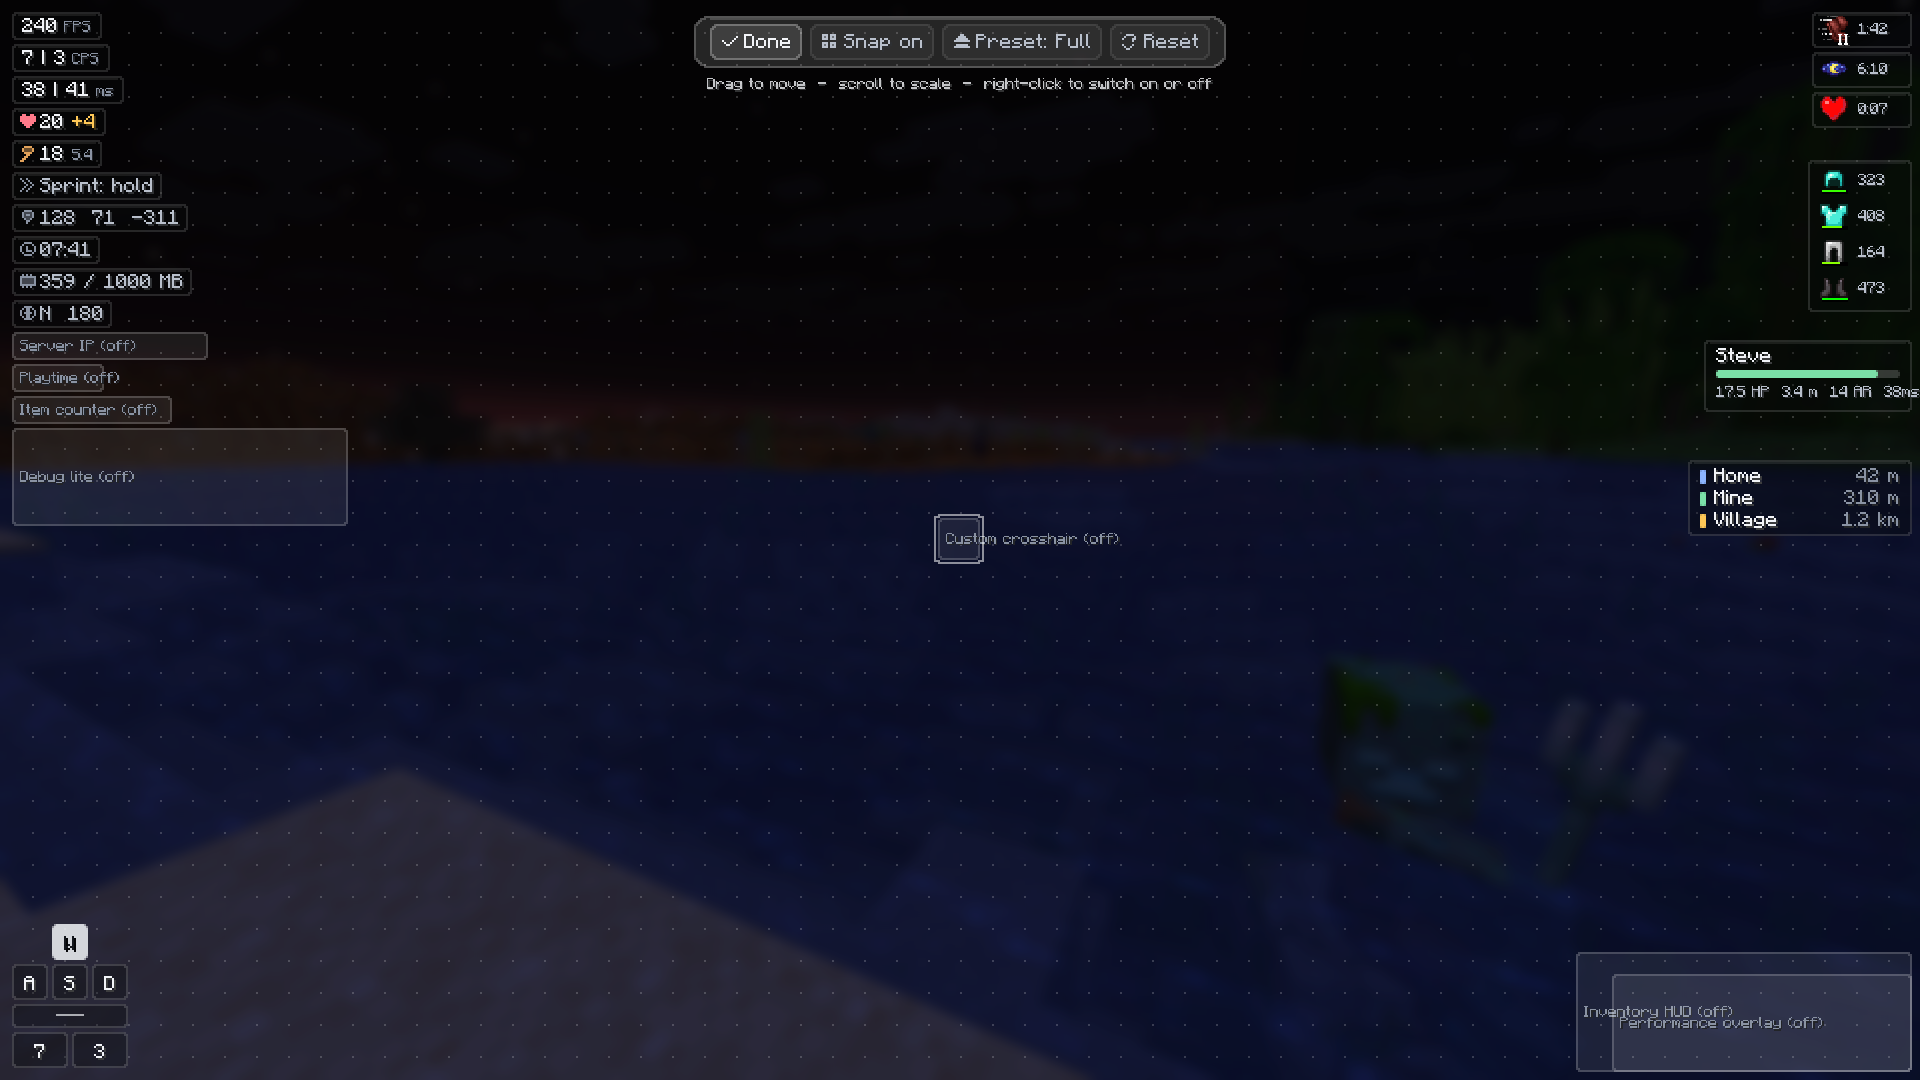 240 FPS
7 | 3 CPS
38 | 41 ms
20 +4
18 5.4
Sprint: hold
128 71 -311
07:41
359 / 1000 MB
N 180
Server IP (off)
Playtime (off)
Item counter (off)
Debug lite (off)
Done
Snap on
Preset: Full
Reset
Drag to move - scroll to scale - right-click to switch on or off
II 1:42
6:10
0:07
323
408
164
473
Steve
17.5 HP 3.4 m 14 AR 38ms
Home 42 m
Mine 310 m
Village 1.2 km
Custom crosshair (off)
W
A S D
7 3
Inventory HUD (off)
Performance overlay (off)